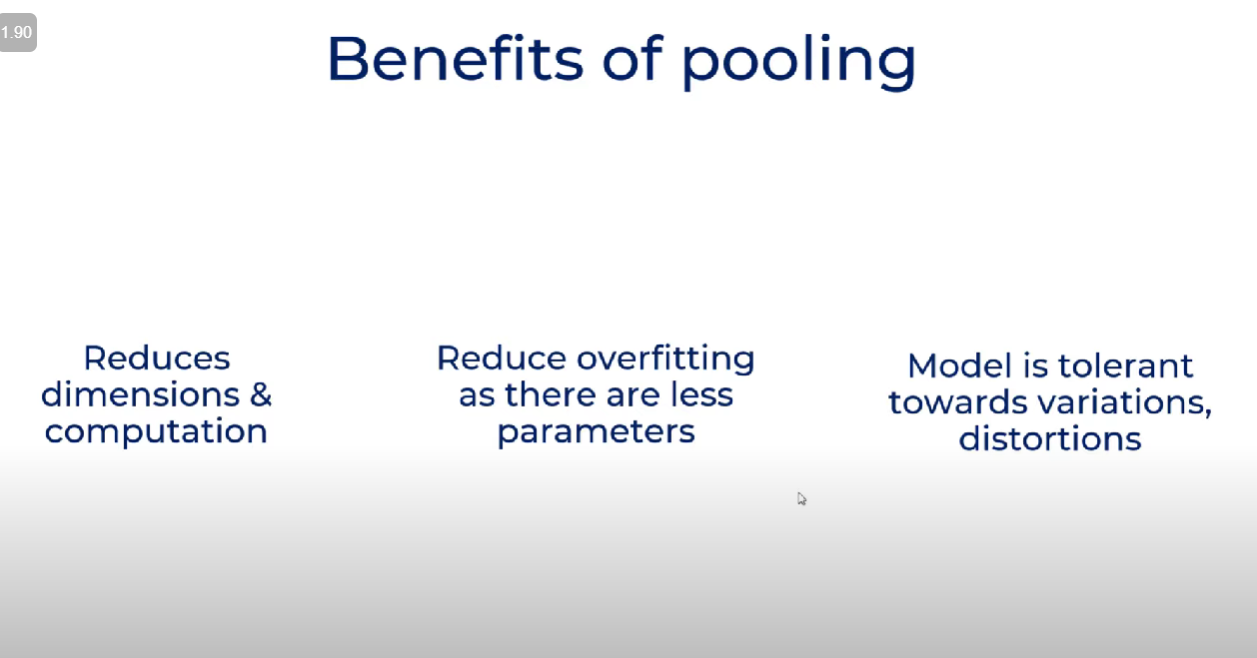 1.90
Benefits of pooling
Reduces
dimensions &
computation
Reduce overfitting
as there are less
parameters
Model is tolerant
towards variations,
distortions